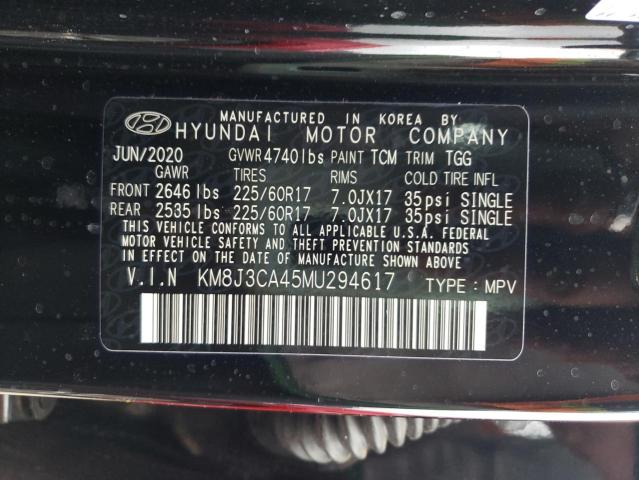 MANUFACTURED IN KOREA BY
HYUNDAI MOTOR COMPANY
JUN/2020 GVWR 4740lbs PAINT TCM TRIM TGG
GAWR TIRES RIMS COLD TIRE INFL
FRONT 2646 lbs 225/60R17 7.0JX17 35psi SINGLE
REAR 2535 lbs 225/60R17 7.0JX17 35psi SINGLE
THIS VEHICLE CONFORMS TO ALL APPLICABLE U.S.A. FEDERAL
MOTOR VEHICLE SAFETY AND THEFT PREVENTION STANDARDS
IN EFFECT ON THE DATE OF MANUFACTURE SHOWN ABOVE.
V.I.N KM8J3CA45MU294617 TYPE : MPV